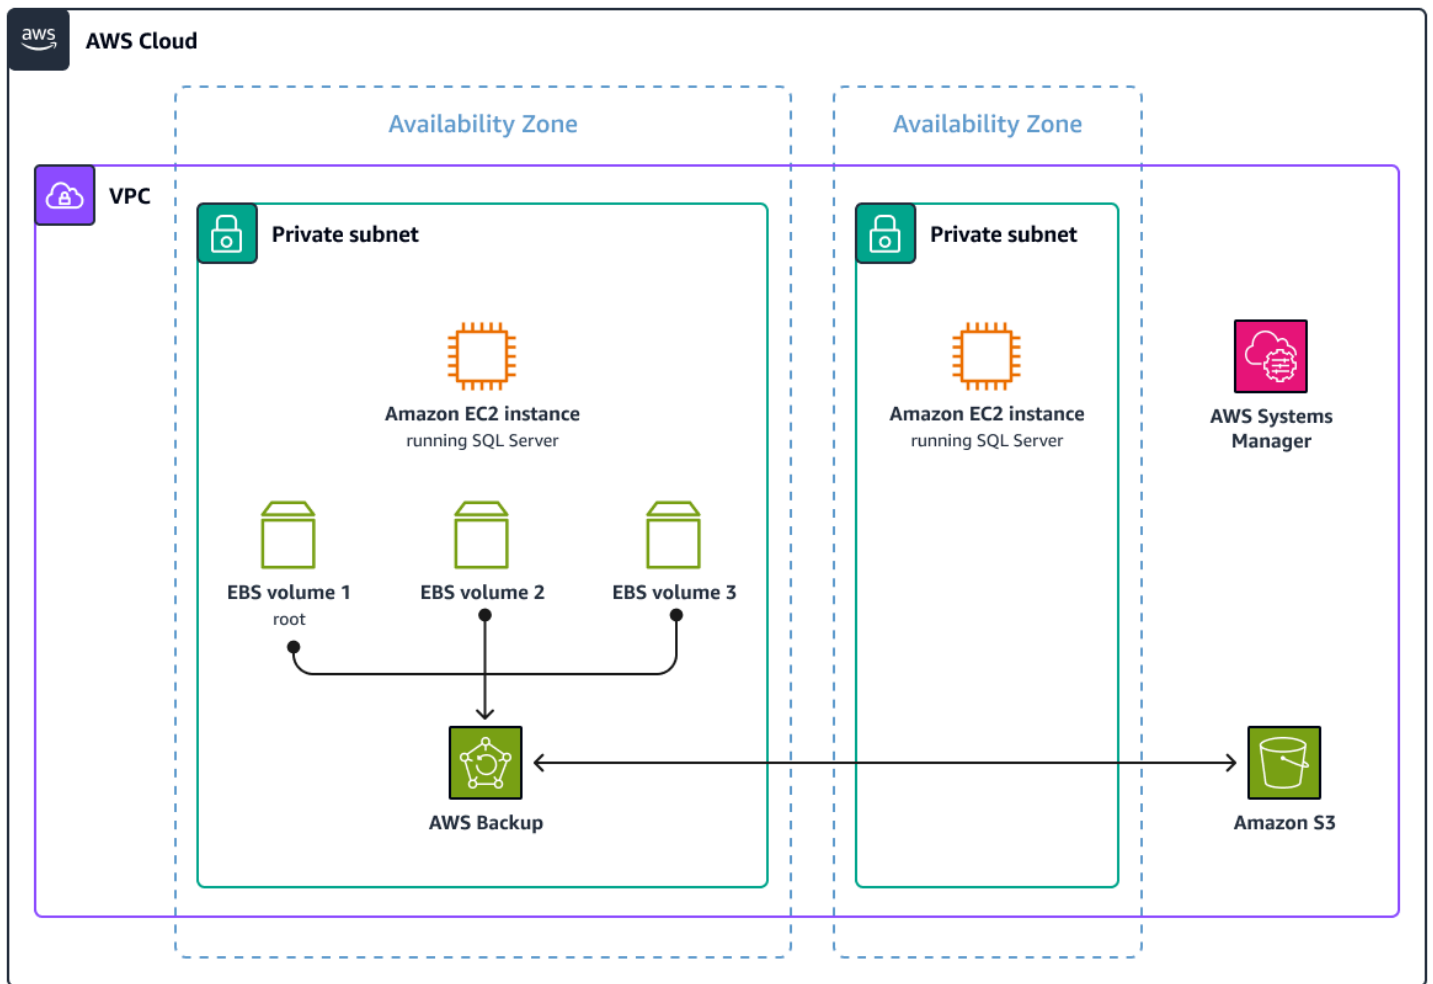 aws
AWS Cloud
Availability Zone
Availability Zone
VPC
Private subnet
Private subnet
Amazon EC2 instance
running SQL Server
Amazon EC2 instance
running SQL Server
AWS Systems
Manager
EBS volume 1
root
EBS volume 2
EBS volume 3
AWS Backup
Amazon S3